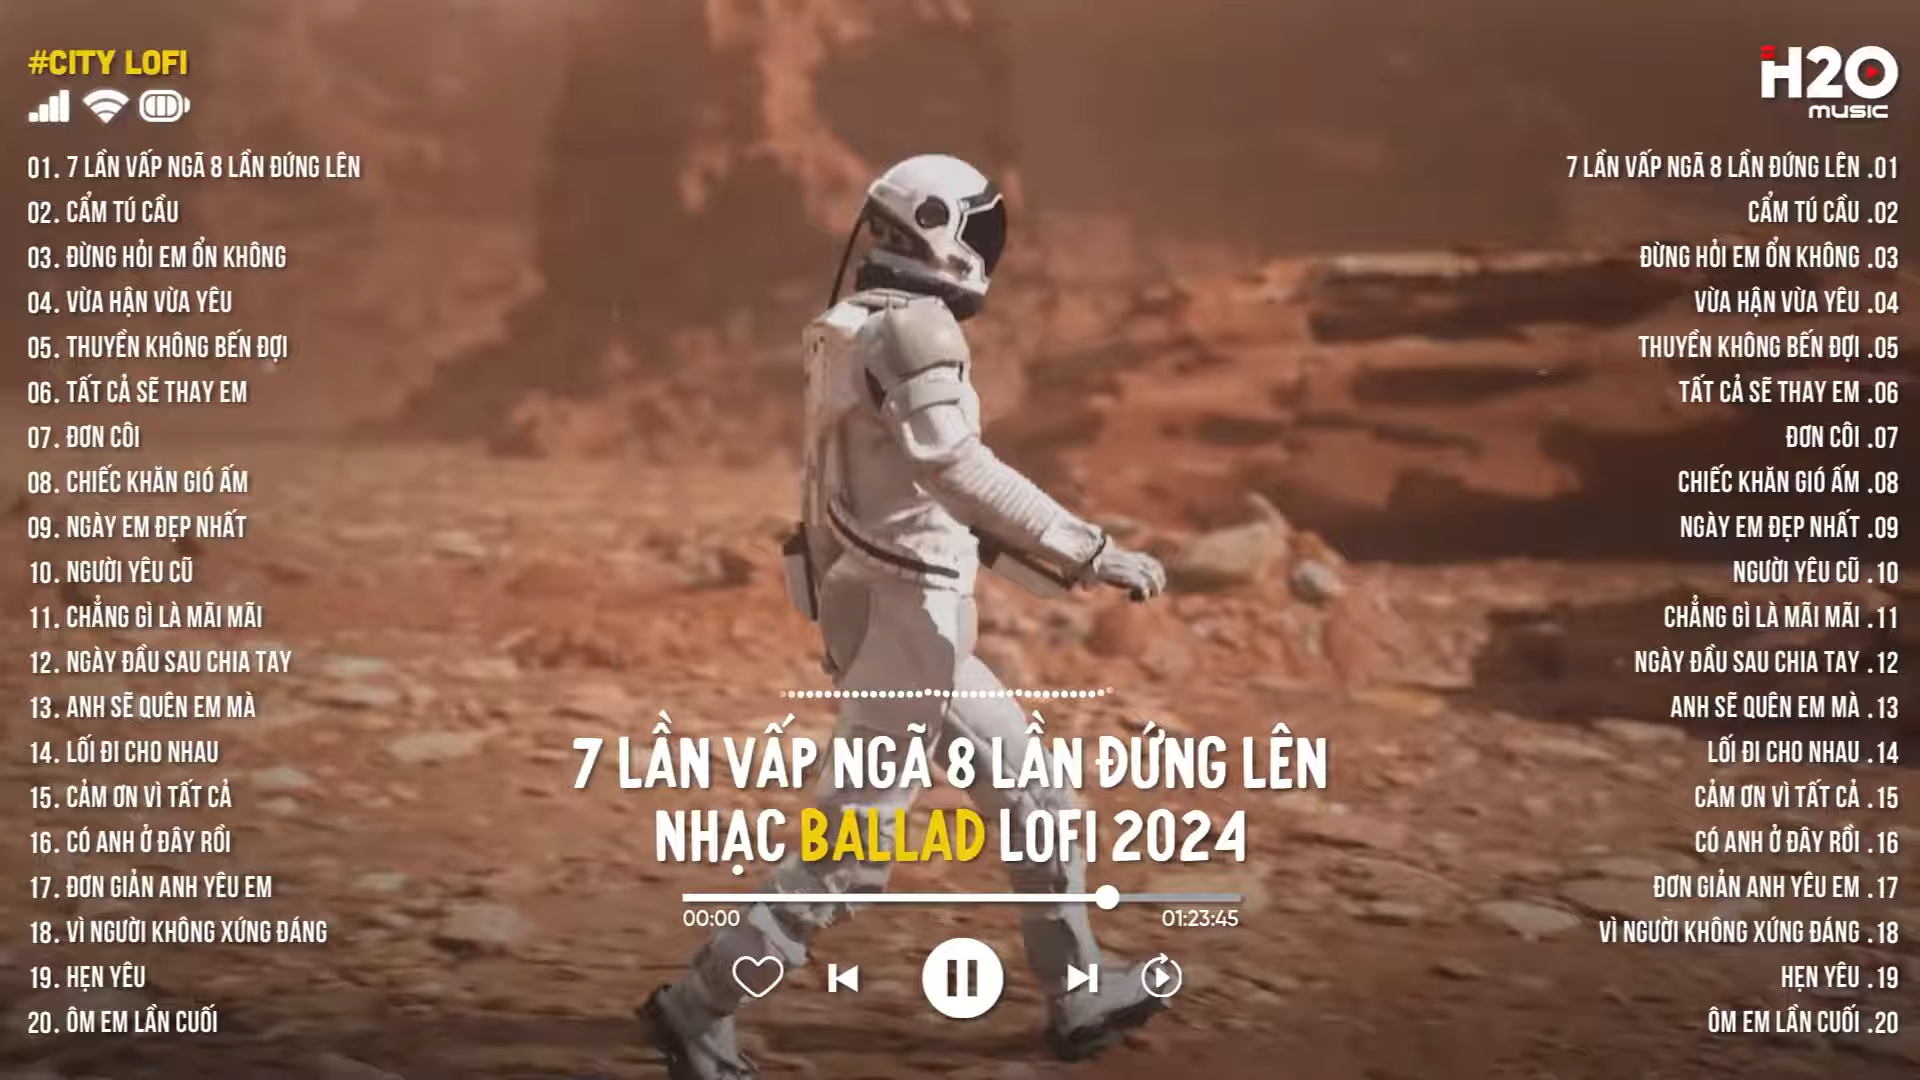 #CITY LOFI
H2O
MUSIC
01. 7 LẦN VẤP NGÃ 8 LẦN ĐỨNG LÊN
02. CẨM TÚ CẦU
03. ĐỪNG HỎI EM ỔN KHÔNG
04. VỪA HẬN VỪA YÊU
05. THUYỀN KHÔNG BẾN ĐỢI
06. TẤT CẢ SẼ THAY EM
07. ĐƠN CÔI
08. CHIẾC KHĂN GIÓ ẤM
09. NGÀY EM ĐẸP NHẤT
10. NGƯỜI YÊU CŨ
11. CHẲNG GÌ LÀ MÃI MÃI
12. NGÀY ĐẦU SAU CHIA TAY
13. ANH SẼ QUÊN EM MÀ
14. LỐI ĐI CHO NHAU
15. CẢM ƠN VÌ TẤT CẢ
16. CÓ ANH Ở ĐÂY RỒI
17. ĐƠN GIẢN ANH YÊU EM
18. VÌ NGƯỜI KHÔNG XỨNG ĐÁNG
19. HẸN YÊU
20. ÔM EM LẦN CUỐI
7 LẦN VẤP NGÃ 8 LẦN ĐỨNG LÊN .01
CẨM TÚ CẦU .02
ĐỪNG HỎI EM ỔN KHÔNG .03
VỪA HẬN VỪA YÊU .04
THUYỀN KHÔNG BẾN ĐỢI .05
TẤT CẢ SẼ THAY EM .06
ĐƠN CÔI .07
CHIẾC KHĂN GIÓ ẤM .08
NGÀY EM ĐẸP NHẤT .09
NGƯỜI YÊU CŨ .10
CHẲNG GÌ LÀ MÃI MÃI .11
NGÀY ĐẦU SAU CHIA TAY .12
ANH SẼ QUÊN EM MÀ .13
LỐI ĐI CHO NHAU .14
CẢM ƠN VÌ TẤT CẢ .15
CÓ ANH Ở ĐÂY RỒI .16
ĐƠN GIẢN ANH YÊU EM .17
VÌ NGƯỜI KHÔNG XỨNG ĐÁNG .18
HẸN YÊU .19
ÔM EM LẦN CUỐI .20
7 LẦN VẤP NGÃ 8 LẦN ĐỨNG LÊN
NHẠC BALLAD LOFI 2024
00:00 01:23:45